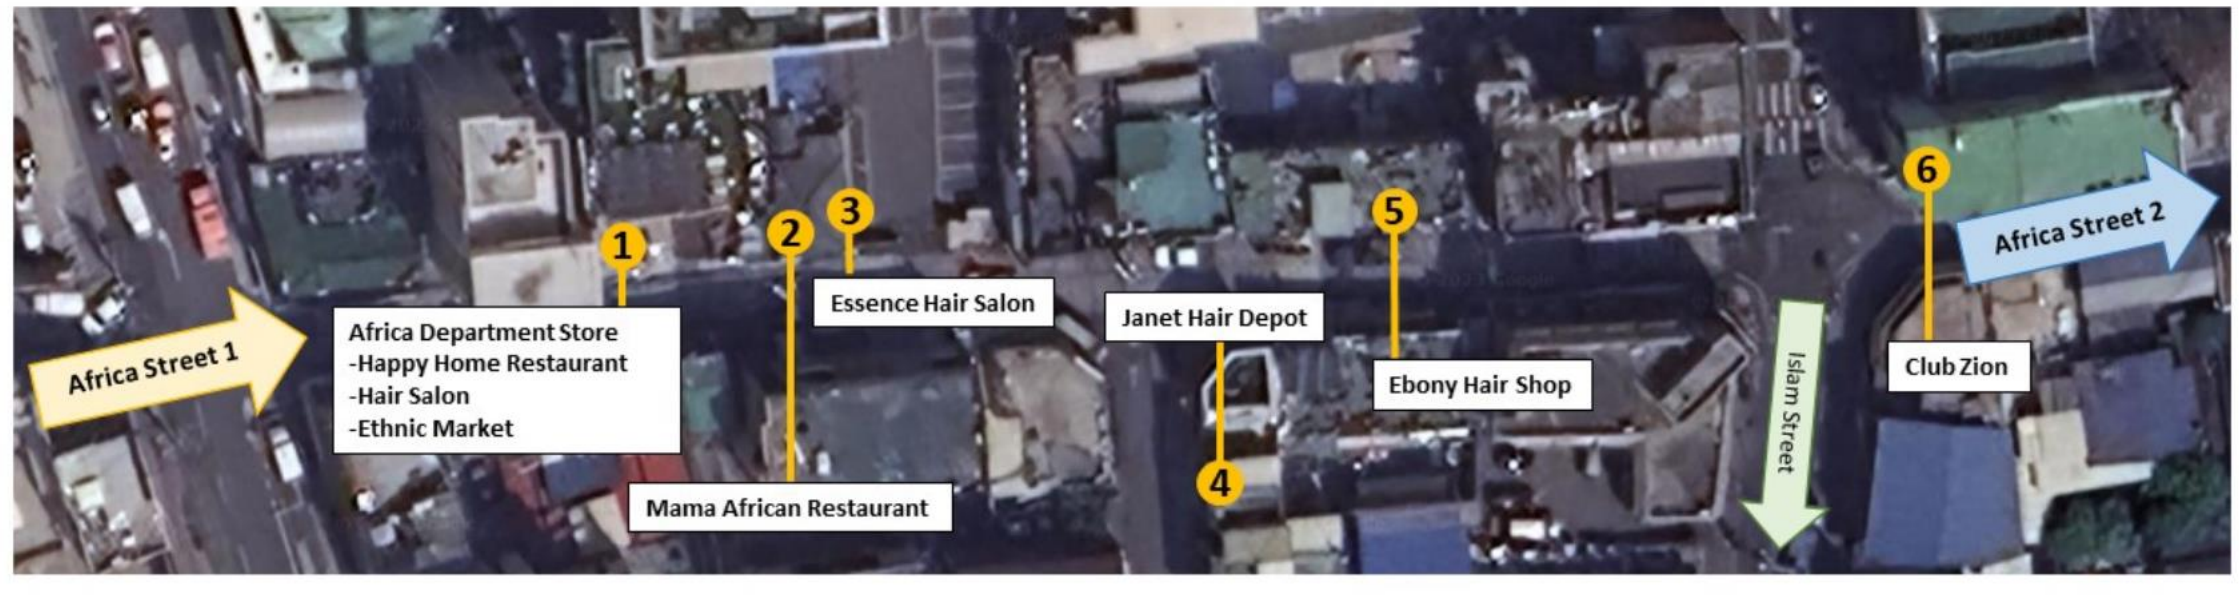 Africa Street 1
1
Africa Department Store
-Happy Home Restaurant
-Hair Salon
-Ethnic Market
2
Mama African Restaurant
3
Essence Hair Salon
Janet Hair Depot
4
5
Ebony Hair Shop
Islam Street
6
Club Zion
Africa Street 2